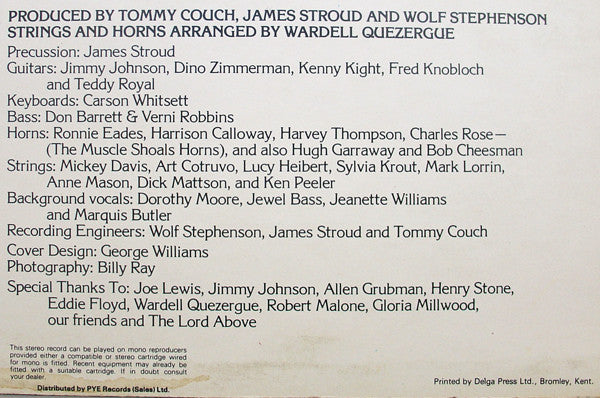 PRODUCED BY TOMMY COUCH, JAMES STROUD AND WOLF STEPHENSON
STRINGS AND HORNS ARRANGED BY WARDELL QUEZERGUE
Precussion: James Stroud
Guitars: Jimmy Johnson, Dino Zimmerman, Kenny Kight, Fred Knobloch
and Teddy Royal
Keyboards: Carson Whitsett
Bass: Don Barrett & Verni Robbins
Horns: Ronnie Eades, Harrison Calloway, Harvey Thompson, Charles Rose—
(The Muscle Shoals Horns), and also Hugh Garraway and Bob Cheesman
Strings: Mickey Davis, Art Cotruvo, Lucy Heibert, Sylvia Krout, Mark Lorrin,
Anne Mason, Dick Mattson, and Ken Peeler
Background vocals: Dorothy Moore, Jewel Bass, Jeanette Williams
and Marquis Butler
Recording Engineers: Wolf Stephenson, James Stroud and Tommy Couch
Cover Design: George Williams
Photography: Billy Ray
Special Thanks To: Joe Lewis, Jimmy Johnson, Allen Grubman, Henry Stone,
Eddie Floyd, Wardell Quezergue, Robert Malone, Gloria Millwood,
our friends and The Lord Above
This stereo record can be played on mono reproducers
provided either a compatible or stereo cartridge wired
for mono is fitted. Recent equipment may already be
fitted with a suitable cartridge. If in doubt consult
your dealer.
Distributed by PYE Records (Sales) Ltd.
Printed by Delga Press Ltd., Bromley, Kent.